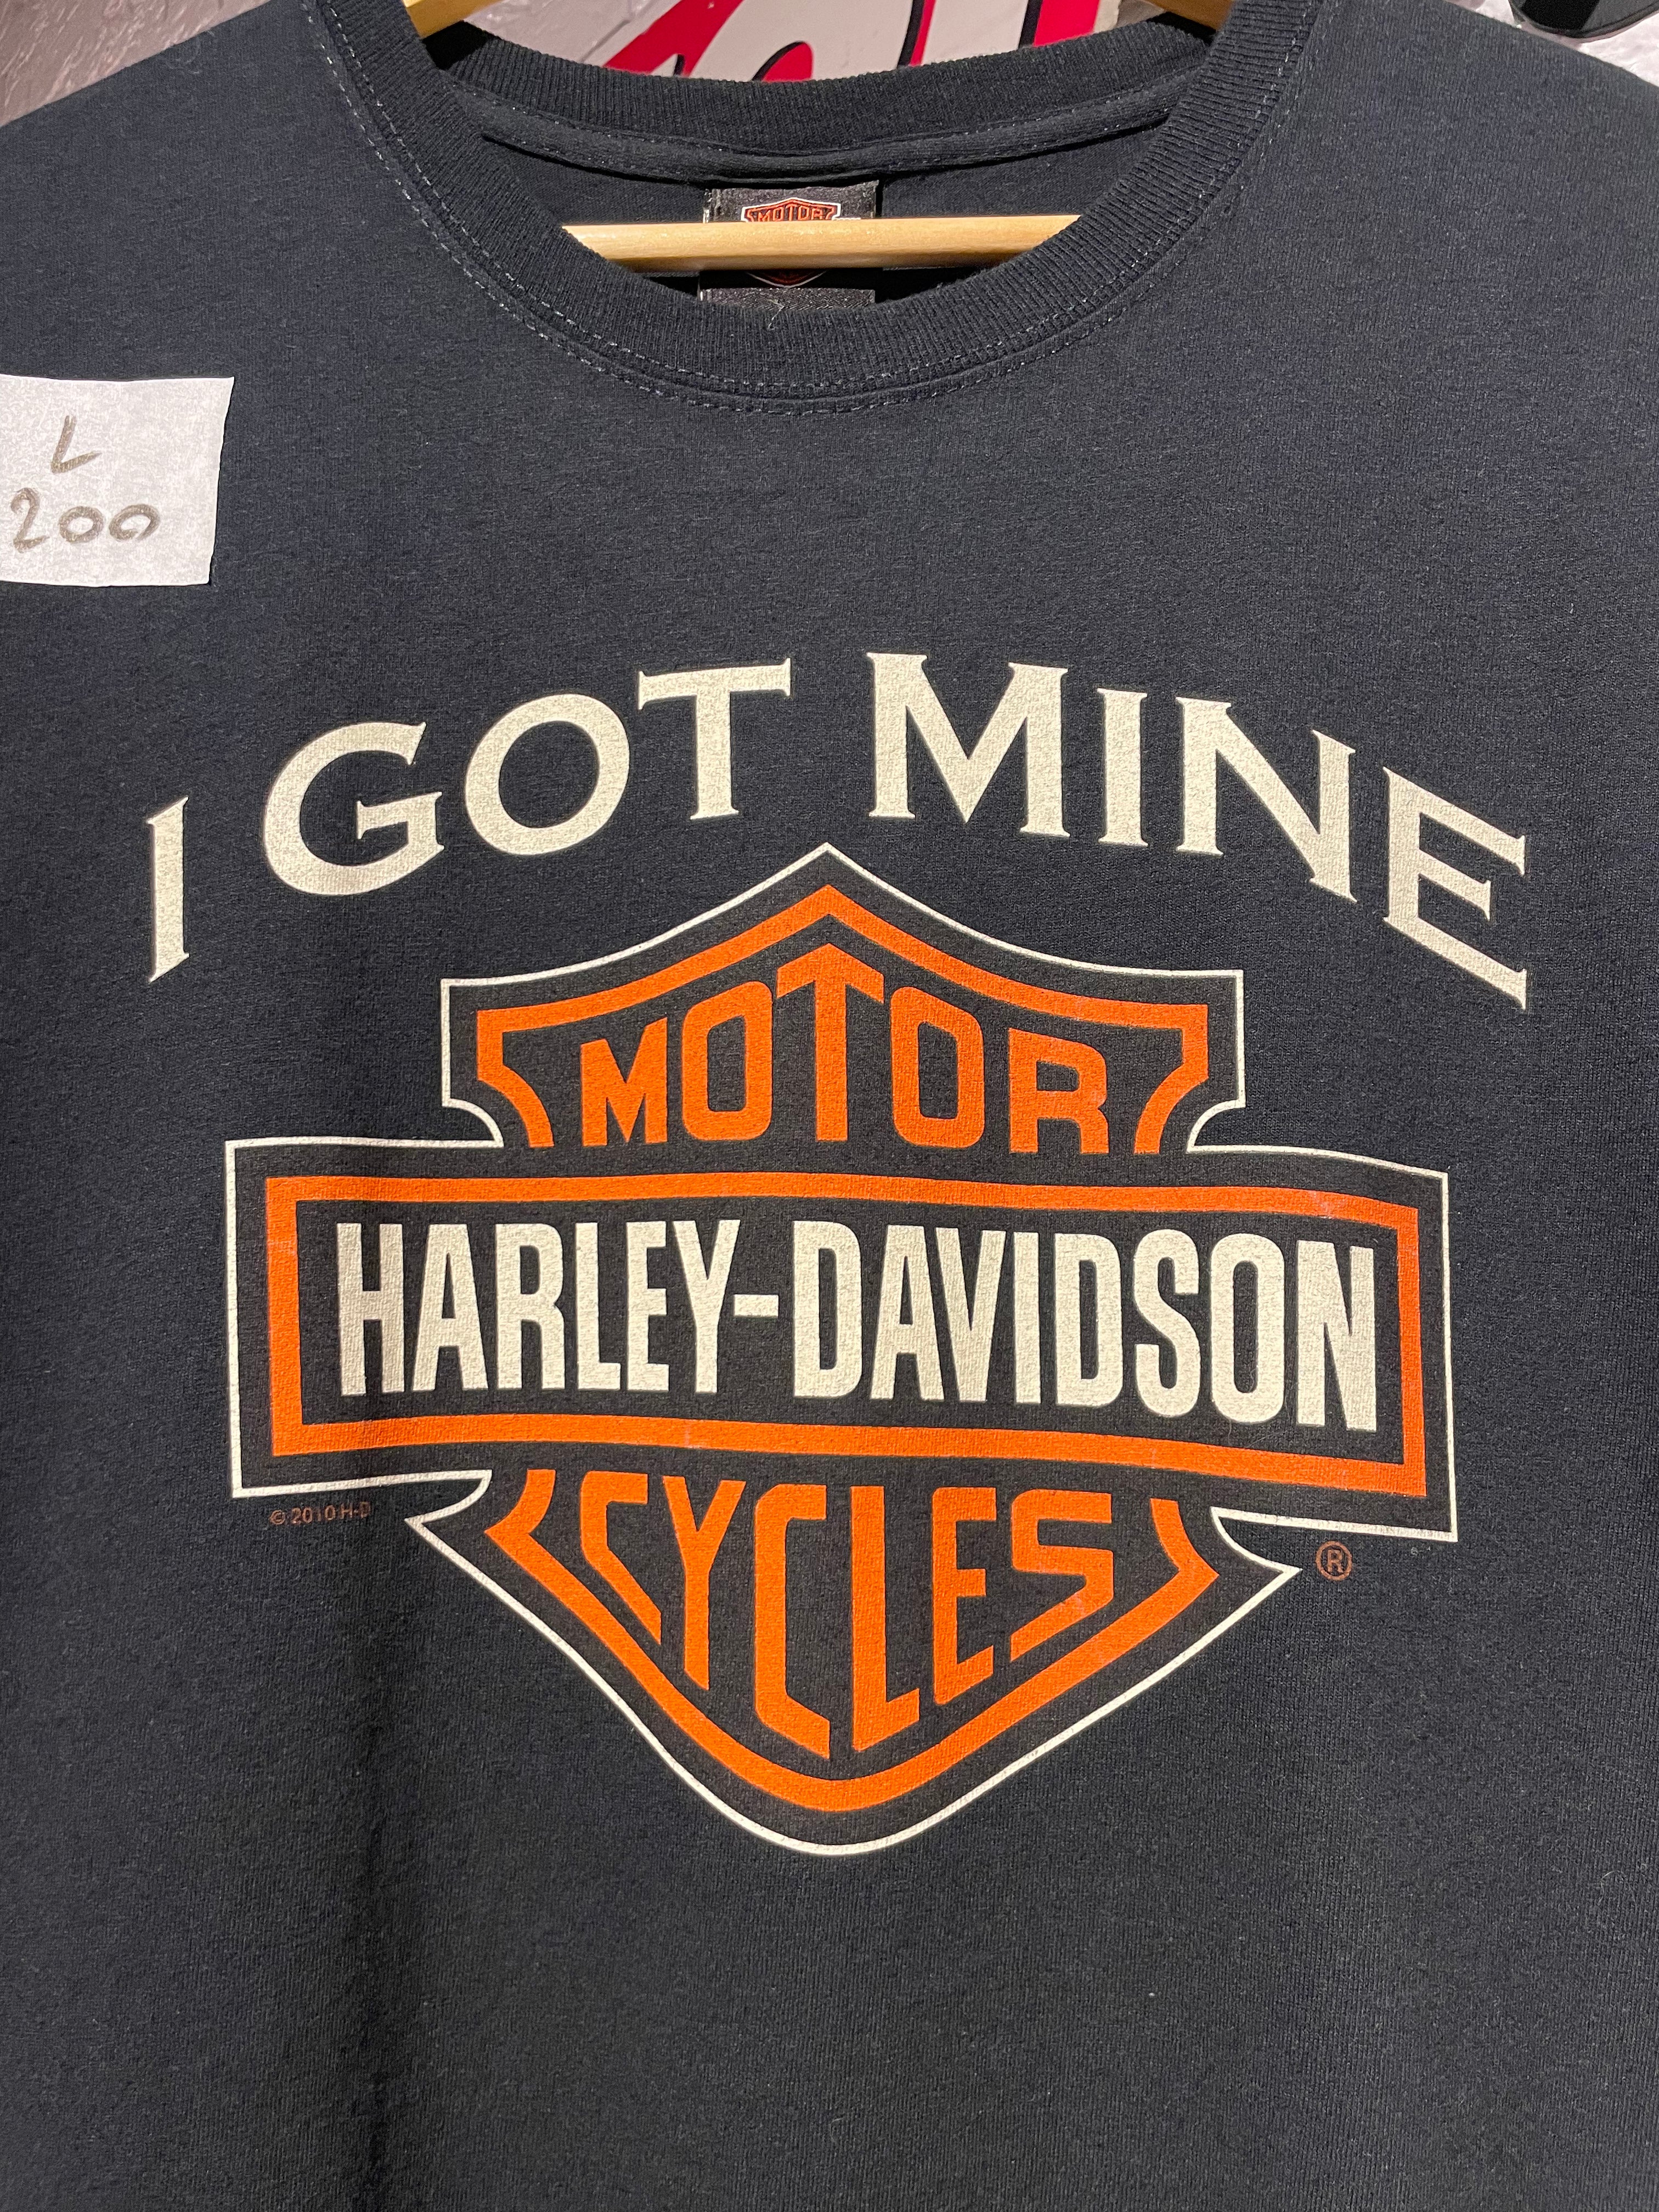 MOTOR
L
200
I GOT MINE
MOTOR
HARLEY-DAVIDSON
CYCLES
© 2010 H-D
®